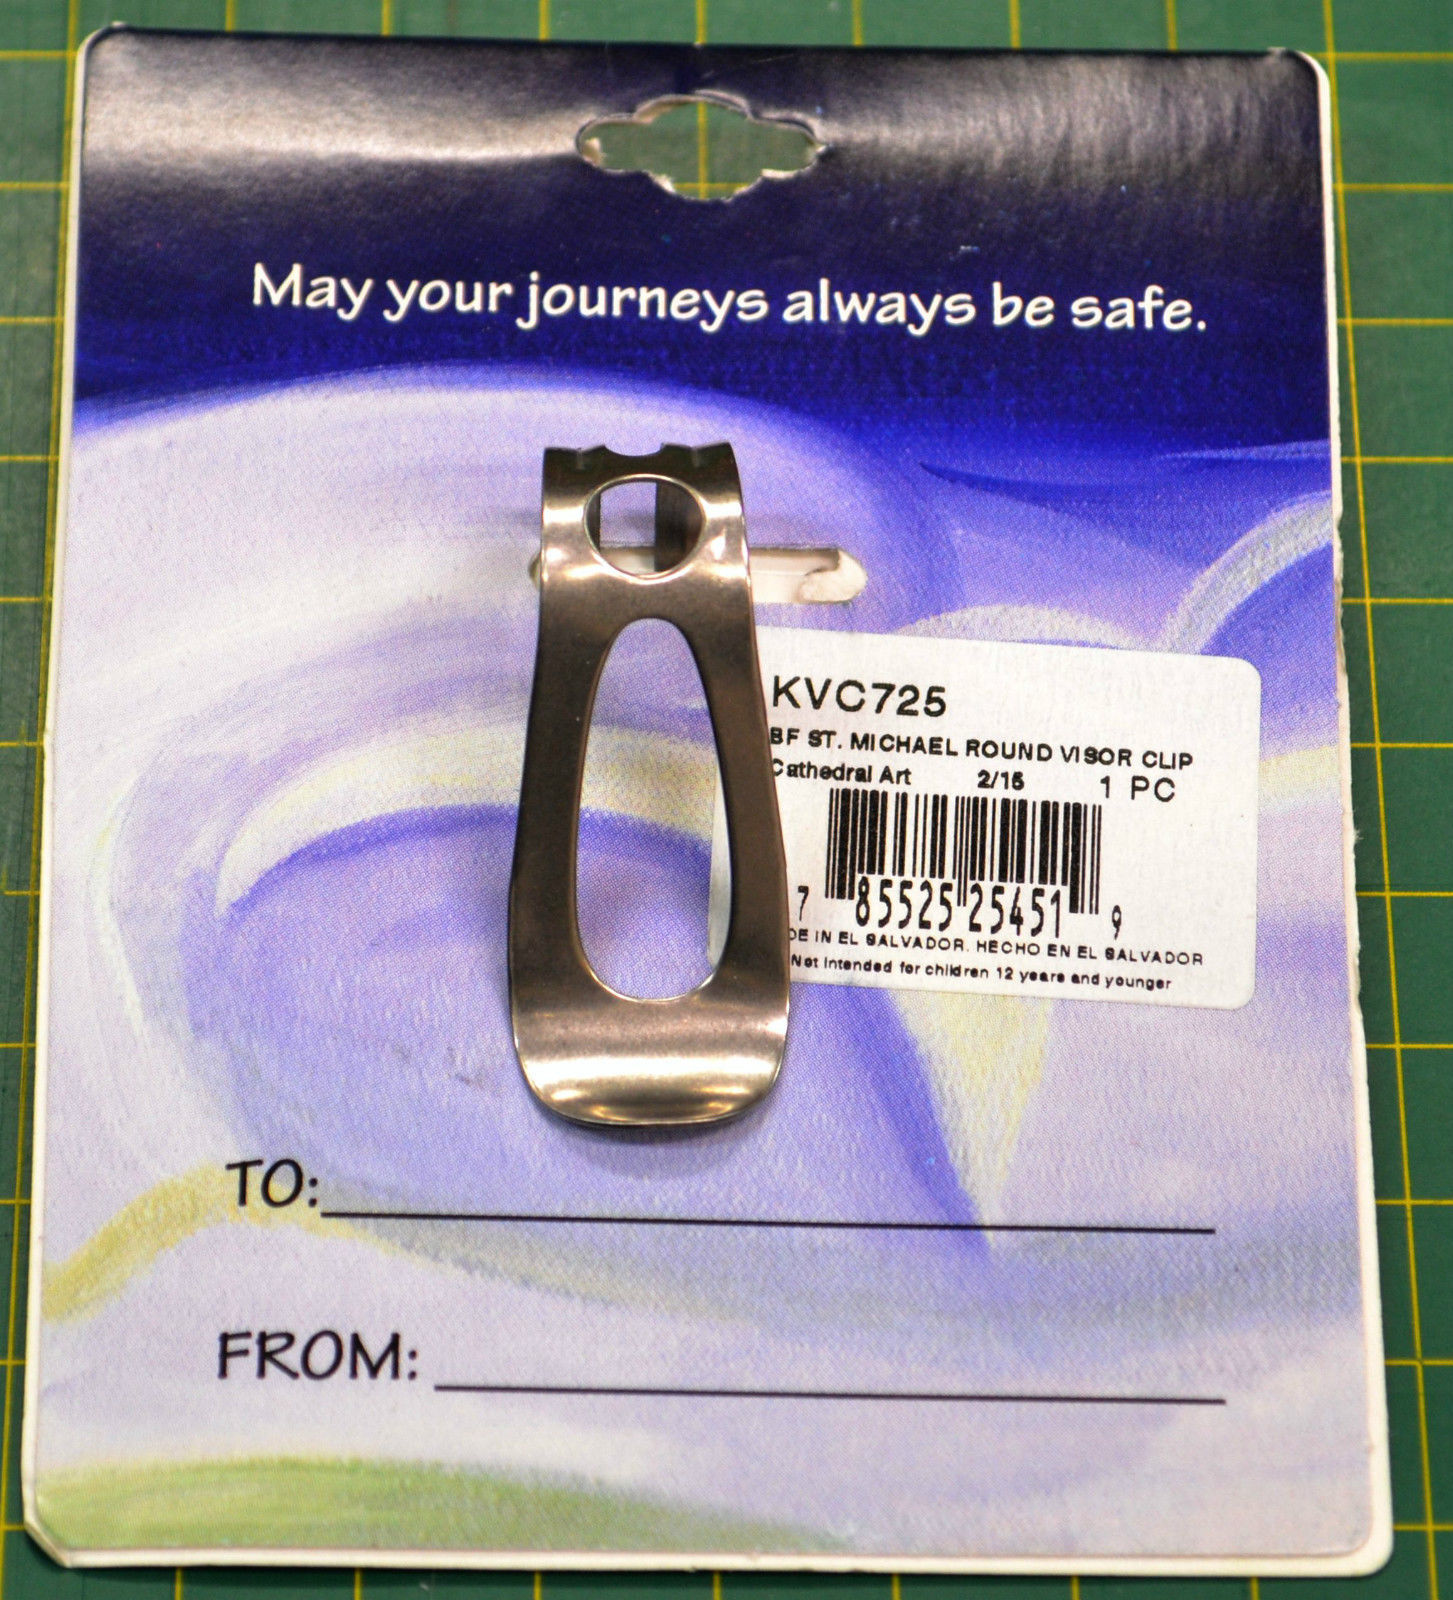 May your journeys always be safe.
KVC725
BF ST. MICHAEL ROUND VISOR CLIP
Cathedral Art 2/15 1 PC
7 85525 25451 9
DE IN EL SALVADOR. HECHO EN EL SALVADOR
Not intended for children 12 years and younger
TO:
FROM: